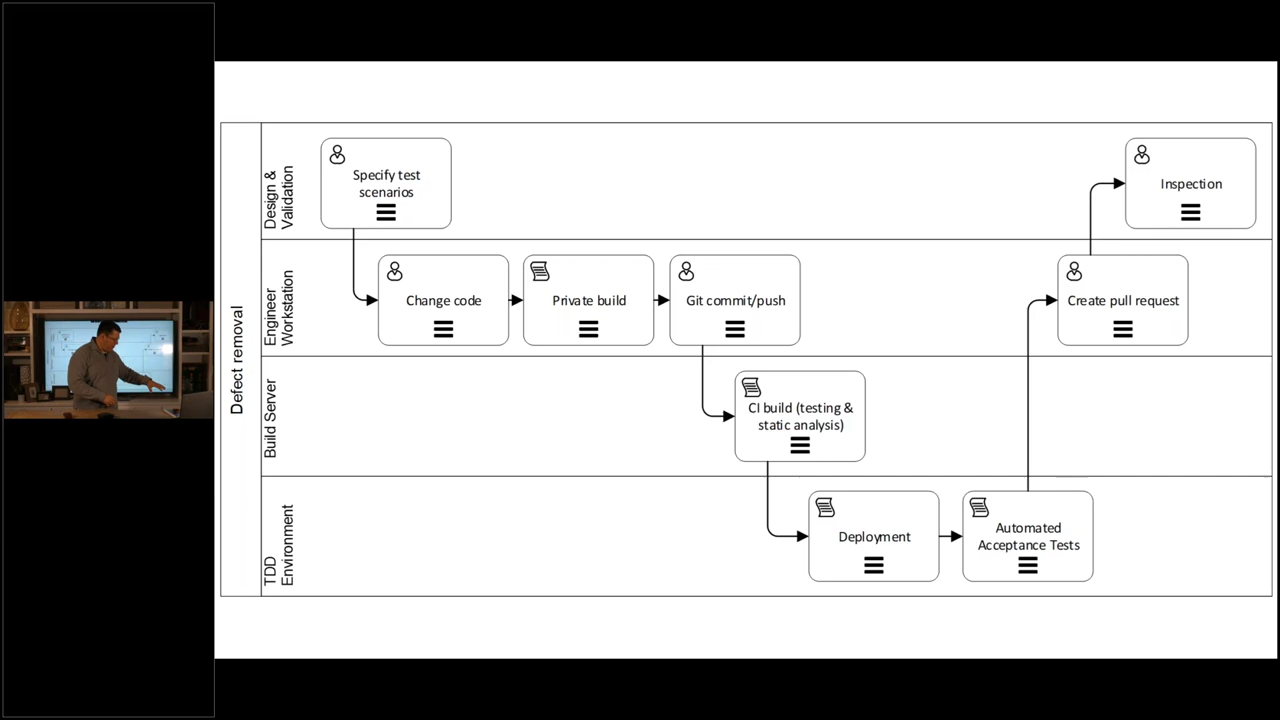 Defect removal
Design &
Validation
Specify test
scenarios
Inspection
Engineer
Workstation
Change code
Private build
Git commit/push
Create pull request
Build Server
CI build (testing &
static analysis)
TDD
Environment
Deployment
Automated
Acceptance Tests